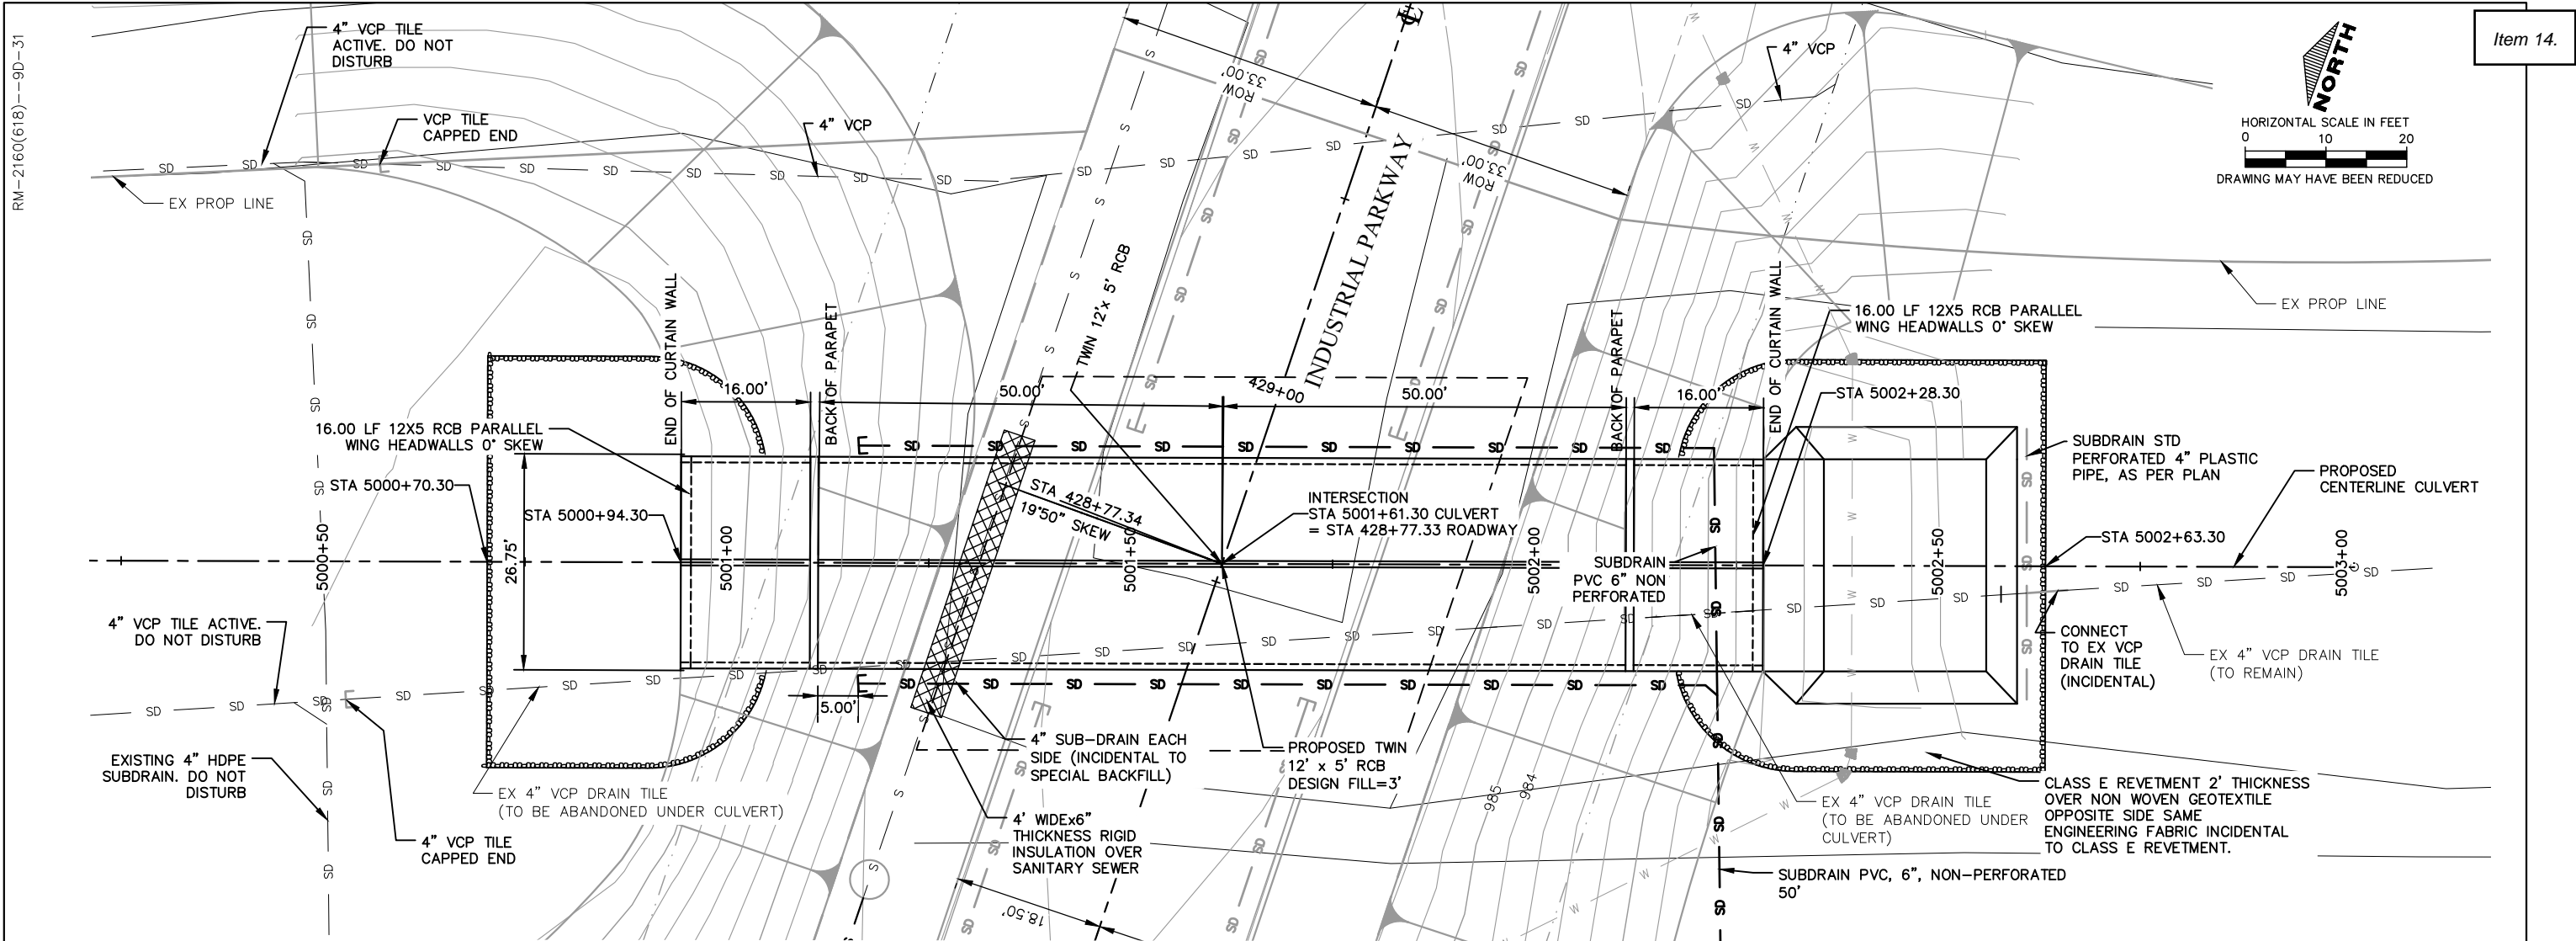 RM-2160(618)--9D-31
Item 14.
4" VCP TILE
ACTIVE. DO NOT
DISTURB
VCP TILE
CAPPED END
4" VCP
EX PROP LINE
33.00'
ROW
33.00'
ROW
4" VCP
NORTH
HORIZONTAL SCALE IN FEET
0 10 20
DRAWING MAY HAVE BEEN REDUCED
EX PROP LINE
INDUSTRIAL PARKWAY
TWIN 12'x 5' RCB
END OF CURTAIN WALL
BACK OF PARAPET
BACK OF PARAPET
END OF CURTAIN WALL
16.00'
50.00'
429+00
50.00'
16.00'
16.00 LF 12X5 RCB PARALLEL
WING HEADWALLS 0° SKEW
16.00 LF 12X5 RCB PARALLEL
WING HEADWALLS 0° SKEW
STA 5002+28.30
STA 5000+70.30
STA 5000+94.30
26.75'
5000+50
5001+00
5001+50
5002+00
5002+50
5003+00
STA 428+77.34
19°50" SKEW
INTERSECTION
STA 5001+61.30 CULVERT
= STA 428+77.33 ROADWAY
SUBDRAIN
PVC 6" NON
PERFORATED
SUBDRAIN STD
PERFORATED 4" PLASTIC
PIPE, AS PER PLAN
PROPOSED
CENTERLINE CULVERT
STA 5002+63.30
CONNECT
TO EX VCP
DRAIN TILE
(INCIDENTAL)
EX 4" VCP DRAIN TILE
(TO REMAIN)
4" VCP TILE ACTIVE.
DO NOT DISTURB
EXISTING 4" HDPE
SUBDRAIN. DO NOT
DISTURB
4" VCP TILE
CAPPED END
EX 4" VCP DRAIN TILE
(TO BE ABANDONED UNDER CULVERT)
5.00'
4" SUB-DRAIN EACH
SIDE (INCIDENTAL TO
SPECIAL BACKFILL)
4' WIDEx6"
THICKNESS RIGID
INSULATION OVER
SANITARY SEWER
18.50'
PROPOSED TWIN
12' x 5' RCB
DESIGN FILL=3'
985
984
EX 4" VCP DRAIN TILE
(TO BE ABANDONED UNDER
CULVERT)
CLASS E REVETMENT 2' THICKNESS
OVER NON WOVEN GEOTEXTILE
OPPOSITE SIDE SAME
ENGINEERING FABRIC INCIDENTAL
TO CLASS E REVETMENT.
SUBDRAIN PVC, 6", NON-PERFORATED
50'